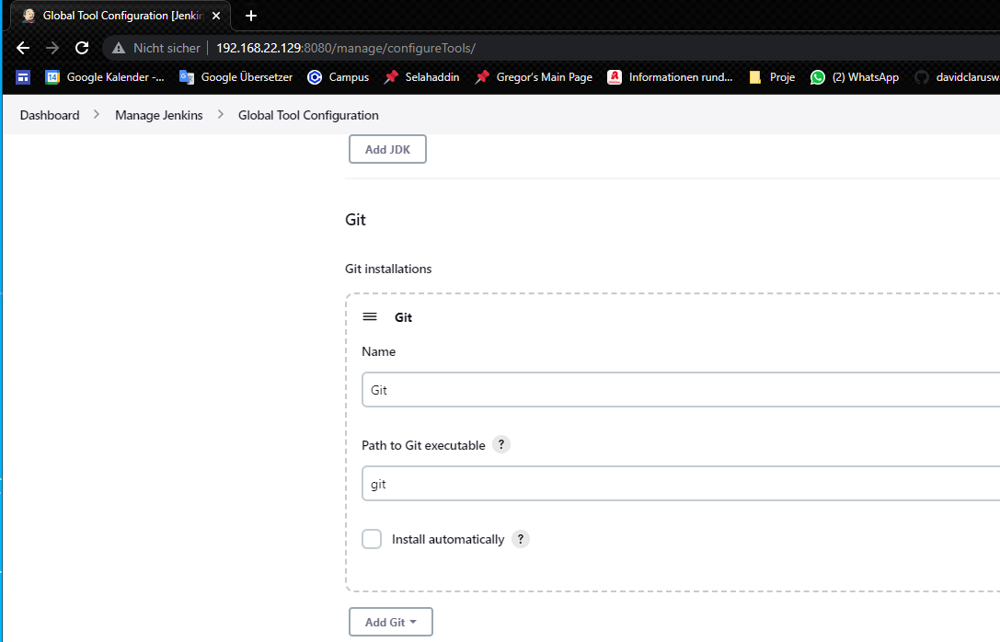 Global Tool Configuration [Jenkin
Nicht sicher 192.168.22.129:8080/manage/configureTools/
14 Google Kalender -... Google Übersetzer Campus Selahaddin Gregor's Main Page Informationen rund... Proje (2) WhatsApp davidclarusw
Dashboard > Manage Jenkins > Global Tool Configuration
Add JDK
Git
Git installations
Git
Name
Git
Path to Git executable ?
git
Install automatically ?
Add Git